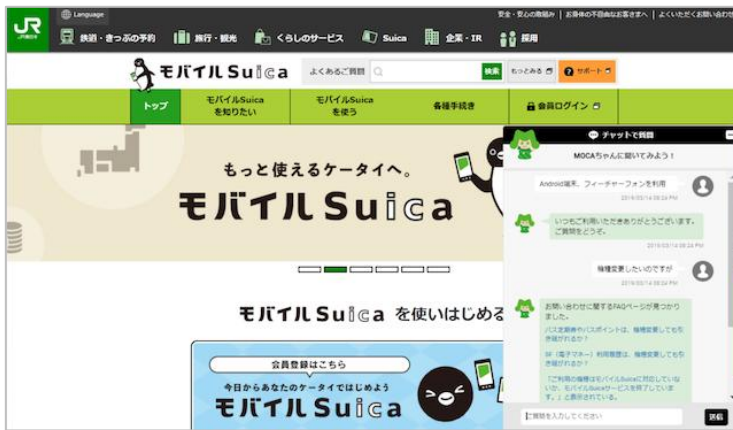 JR
JR東日本
Language
安全・安心の取組み | お身体の不自由なお客さまへ | よくいただくお問い合わせ
鉄道・きっぷの予約
旅行・観光
くらしのサービス
Suica
企業・IR
採用
モバイルSuica
よくあるご質問
検索
もっとみる
サポート
トップ
モバイルSuica
を知りたい
モバイルSuica
を使う
各種手続き
会員ログイン
もっと使えるケータイへ。
モバイルSuica
モバイルSuica を使いはじめる
会員登録はこちら
今日からあなたのケータイではじめよう
モバイルSuica
チャットで質問
MOCAちゃんに聞いてみよう！
Android端末、フィーチャーフォンを利用
2019/03/14 08:24 PM
いつもご利用いただきありがとうございます。
ご質問をどうぞ。
2019/03/14 08:24 PM
機種変更したいのですが
2019/03/14 08:24 PM
お問い合わせに関するFAQページが見つかり
ました。
バス定期券やバスポイントは、機種変更しても引
き継がれるか？
SF（電子マネー）利用履歴は、機種変更しても引
き継がれるか？
「ご利用の機種はモバイルSuicaに対応していな
いか、モバイルSuicaサービスを終了していま
す。」と表示されている。
ご質問を入力してください
送信